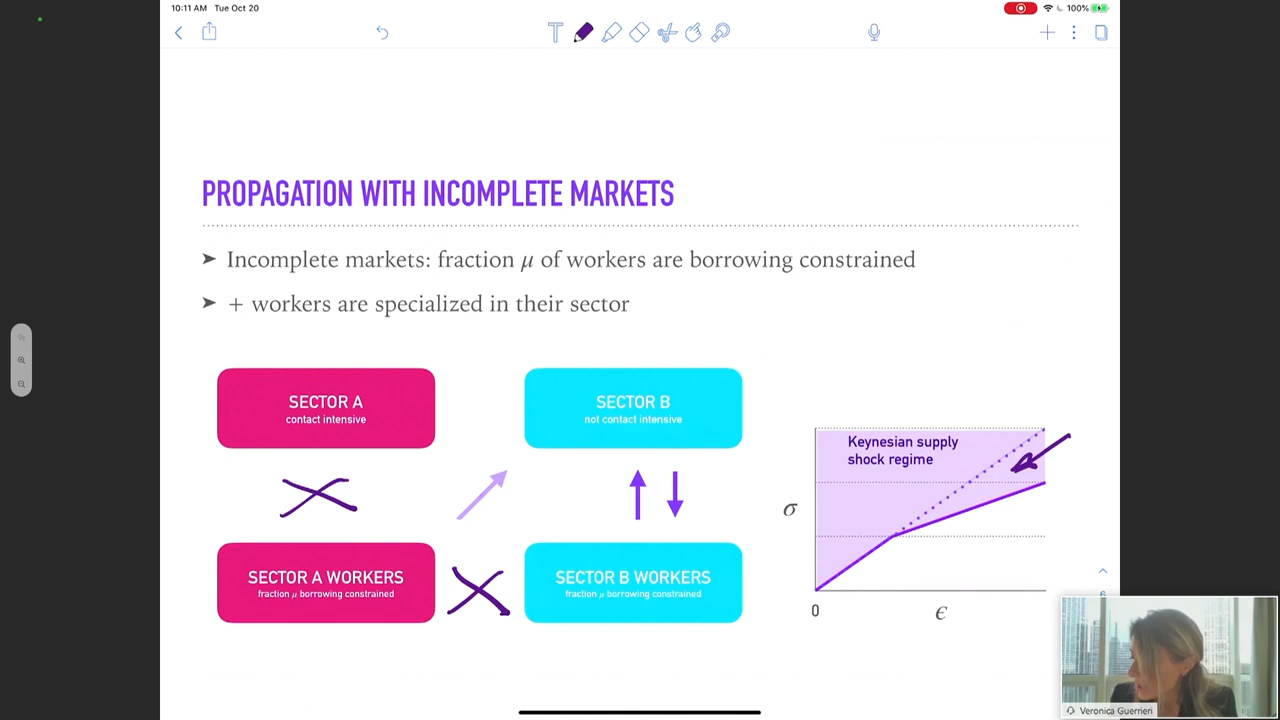 10:11 AM Tue Oct 20
100%
PROPAGATION WITH INCOMPLETE MARKETS
➤ Incomplete markets: fraction μ of workers are borrowing constrained
➤ + workers are specialized in their sector
SECTOR A
contact intensive
SECTOR B
not contact intensive
SECTOR A WORKERS
fraction μ borrowing constrained
SECTOR B WORKERS
fraction μ borrowing constrained
Keynesian supply
shock regime
σ
0
ϵ
Veronica Guerrieri